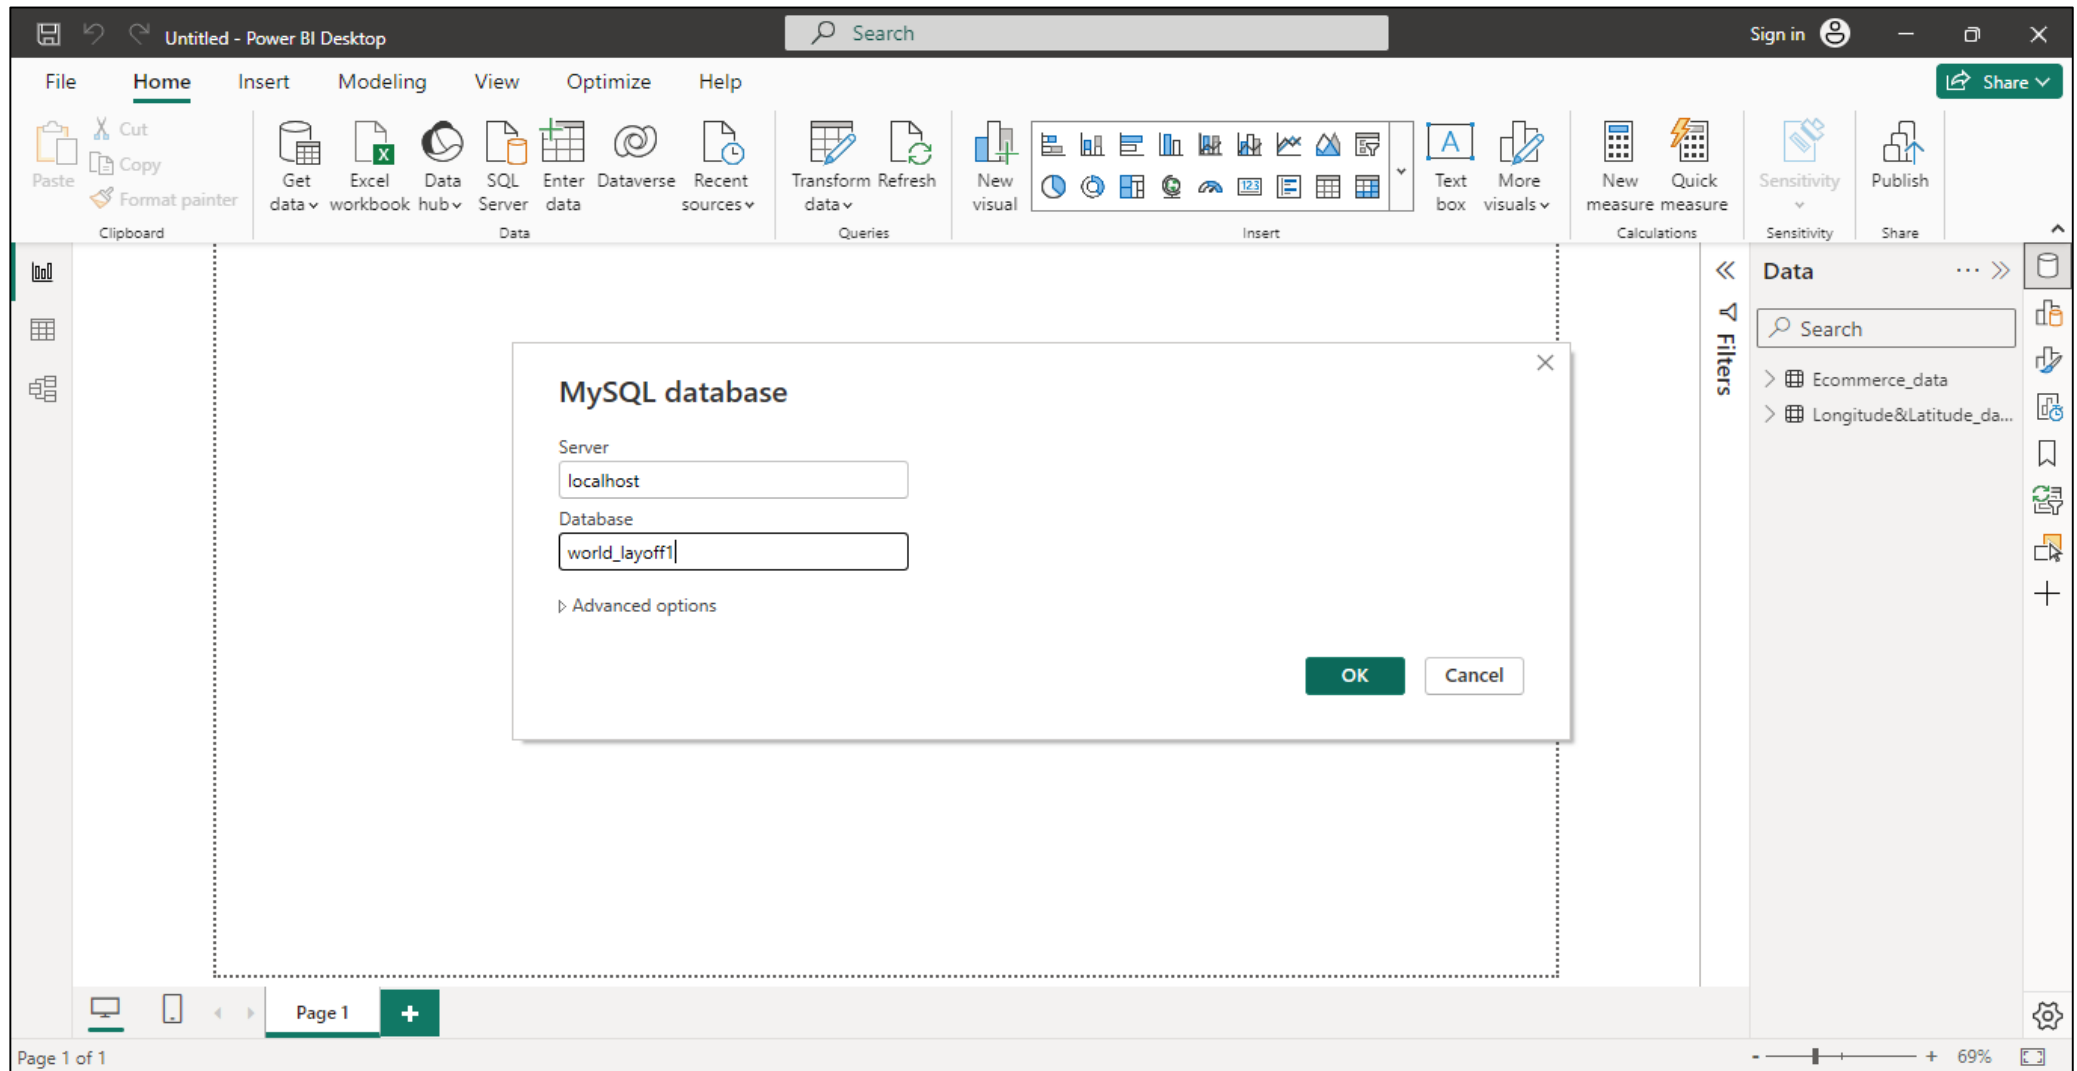 Untitled - Power BI Desktop
Search
Sign in
File Home Insert Modeling View Optimize Help
Share
Paste
Cut
Copy
Format painter
Clipboard
Get data
Excel workbook
Data hub
SQL Server
Enter data
Dataverse
Recent sources
Data
Transform data
Refresh
Queries
New visual
123
A
Text box
More visuals
Insert
New measure
Quick measure
Calculations
Sensitivity
Sensitivity
Publish
Share
MySQL database
Server
localhost
Database
world_layoff1
Advanced options
OK
Cancel
Filters
Data
Search
Ecommerce_data
Longitude&Latitude_da...
Page 1
Page 1 of 1
69%